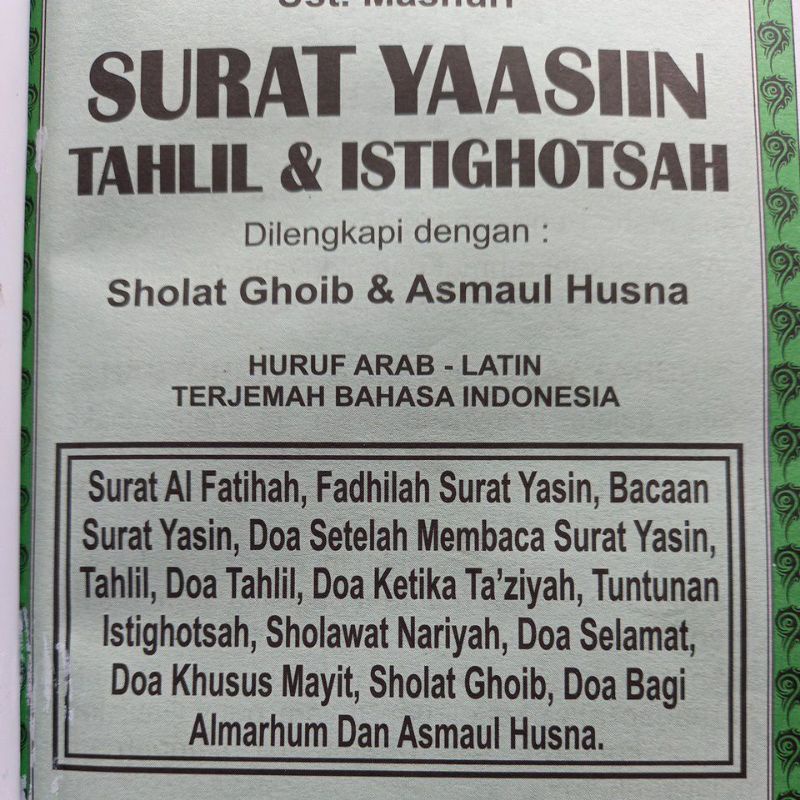 Ust. Mashuri
SURAT YAASIIN
TAHLIL & ISTIGHOTSAH
Dilengkapi dengan :
Sholat Ghoib & Asmaul Husna
HURUF ARAB - LATIN
TERJEMAH BAHASA INDONESIA
Surat Al Fatihah, Fadhilah Surat Yasin, Bacaan
Surat Yasin, Doa Setelah Membaca Surat Yasin,
Tahlil, Doa Tahlil, Doa Ketika Ta'ziyah, Tuntunan
Istighotsah, Sholawat Nariyah, Doa Selamat,
Doa Khusus Mayit, Sholat Ghoib, Doa Bagi
Almarhum Dan Asmaul Husna.